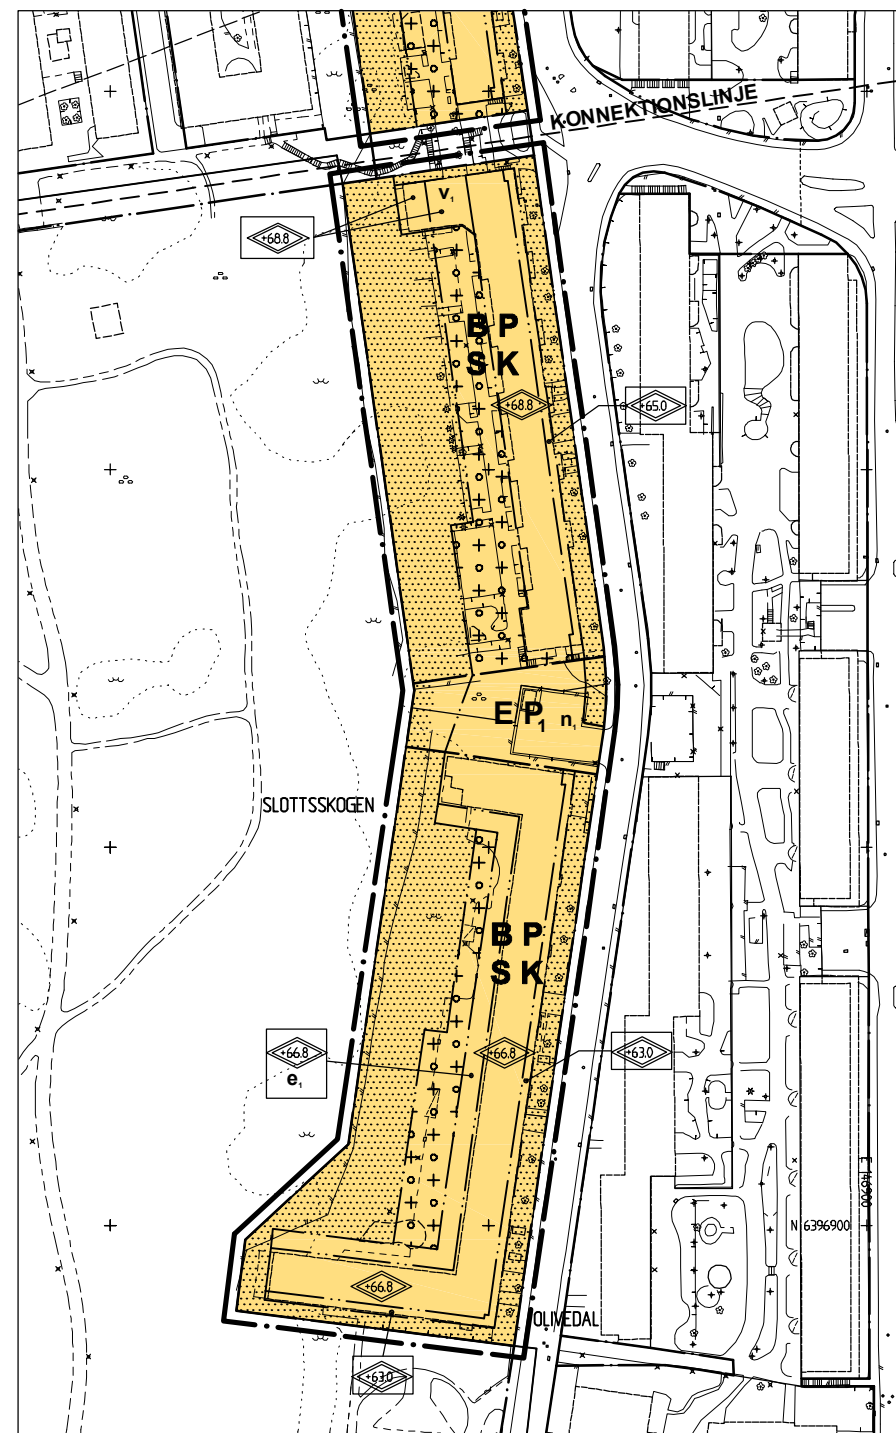 KONNEKTIONSLINJE
v₁
+68.8
B P
S K
+68.8
+65.0
E P₁ n₁
SLOTTSSKOGEN
B P
S K
+66.8
e₁
+66.8
+63.0
E 146900
N 6396900
+66.8
OLIVEDAL
+63.0